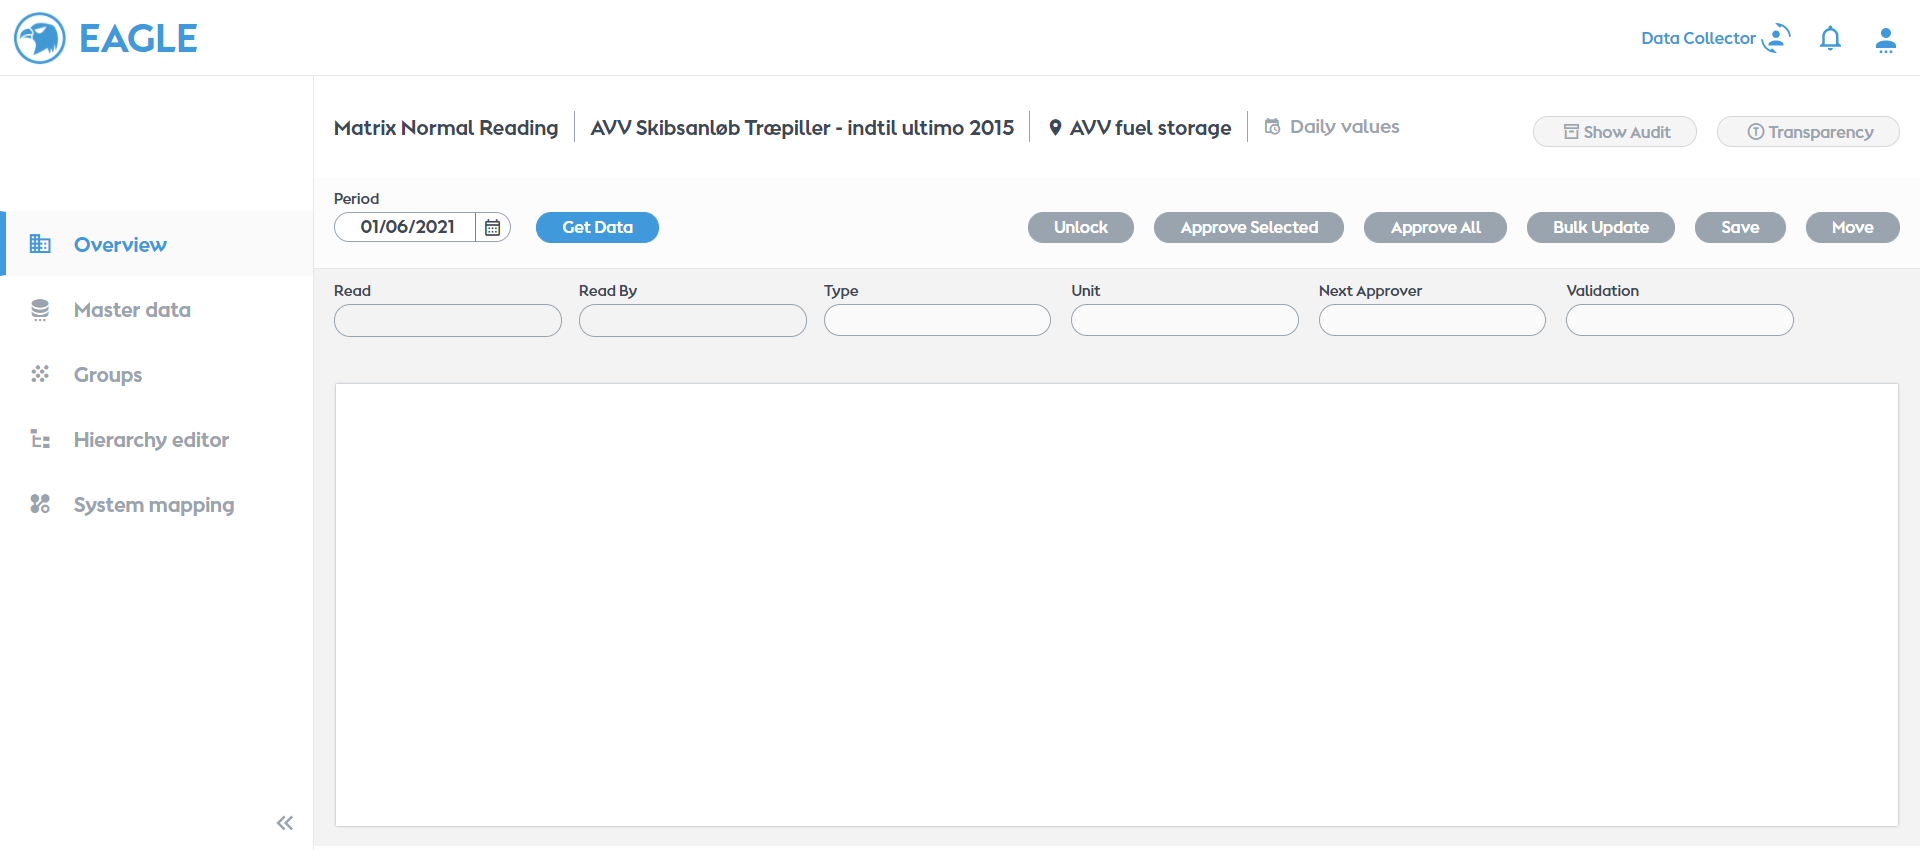 EAGLE
Data Collector
Matrix Normal Reading AVV Skibsanløb Træpiller - indtil ultimo 2015 AVV fuel storage Daily values
Show Audit Transparency
Period
01/06/2021 Get Data Unlock Approve Selected Approve All Bulk Update Save Move
Read Read By Type Unit Next Approver Validation
Overview
Master data
Groups
Hierarchy editor
System mapping